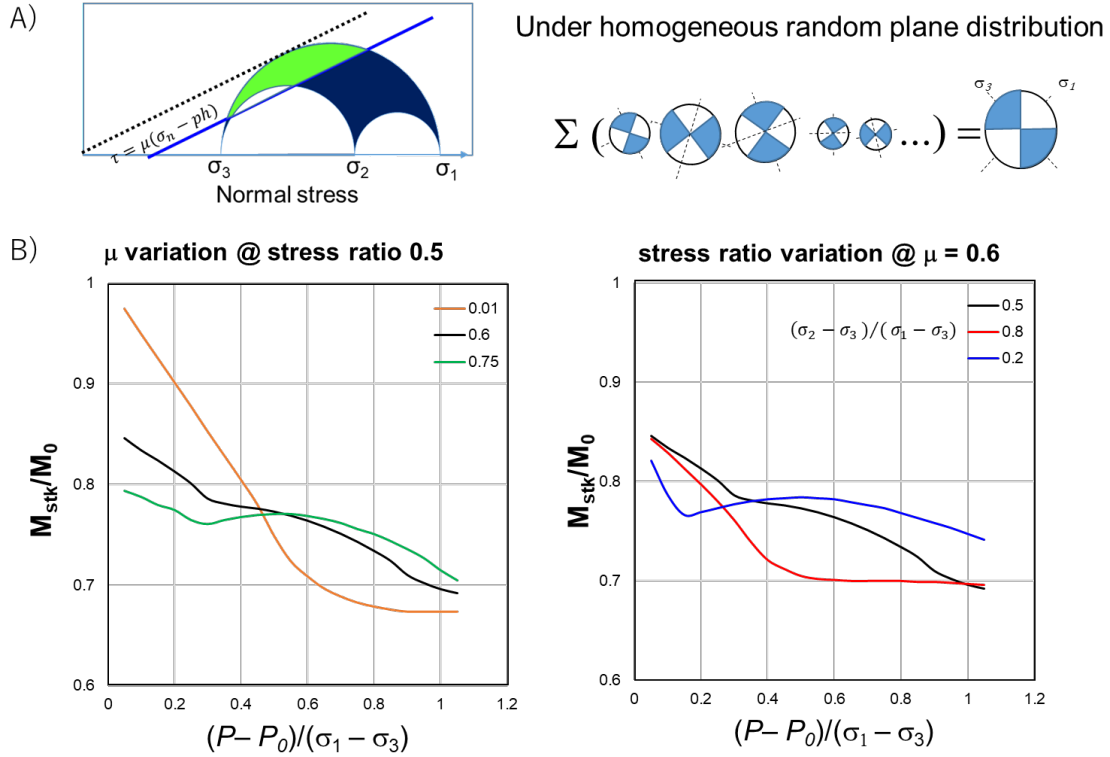 A)
Under homogeneous random plane distribution
τ = μ(σn − ph)
σ3
σ2
σ1
Normal stress
Σ ( ... ) =
σ3
σ1
B)
μ variation @ stress ratio 0.5
stress ratio variation @ μ = 0.6
1
0.9
0.8
0.7
0.6
0
0.2
0.4
0.6
0.8
1
1.2
0.01
0.6
0.75
Mstk/M0
(P− P0)/(σ1 − σ3)
1
0.9
0.8
0.7
0.6
0
0.2
0.4
0.6
0.8
1
1.2
(σ2 − σ3 )/( σ1 − σ3)
0.5
0.8
0.2
Mstk/M0
(P− P0)/(σ1 − σ3)